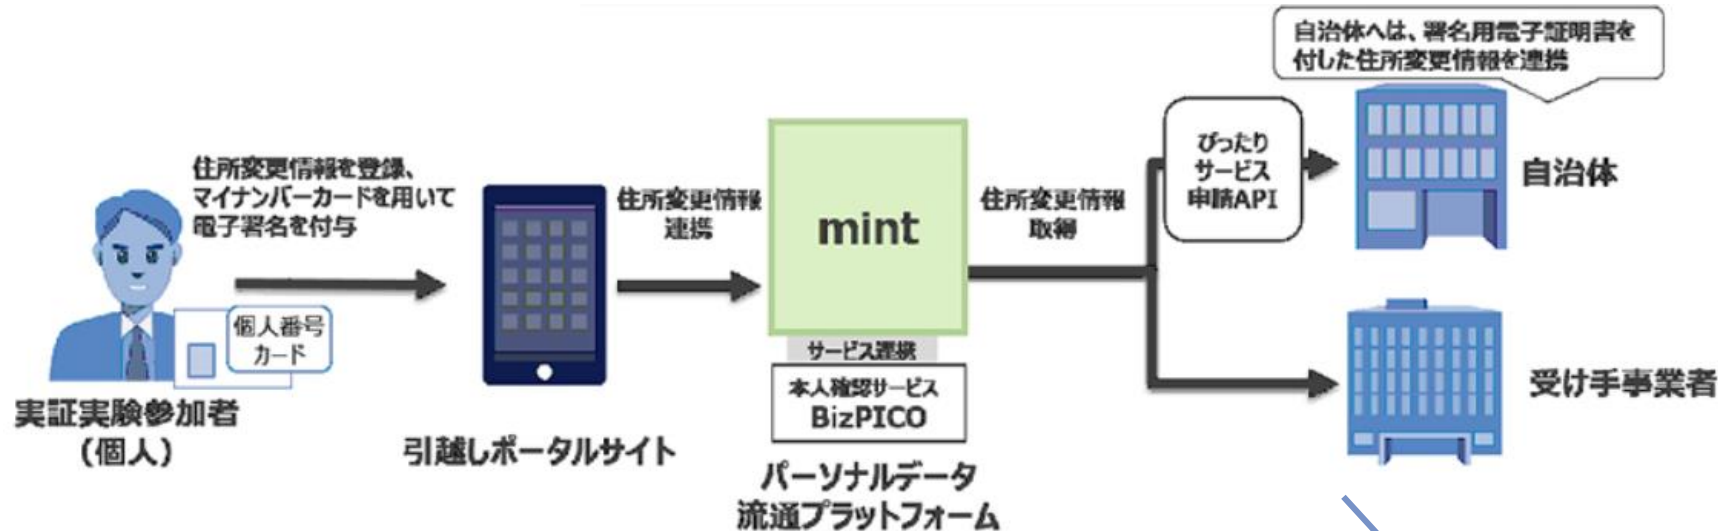 自治体へは、署名用電子証明書を
付した住所変更情報を連携
住所変更情報を登録、
マイナンバーカードを用いて
電子署名を付与
個人番号
カード
実証実験参加者
(個人)
引越しポータルサイト
住所変更情報
連携
mint
サービス連携
本人確認サービス
BizPICO
パーソナルデータ
流通プラットフォーム
住所変更情報
取得
ぴったり
サービス
申請API
自治体
受け手事業者